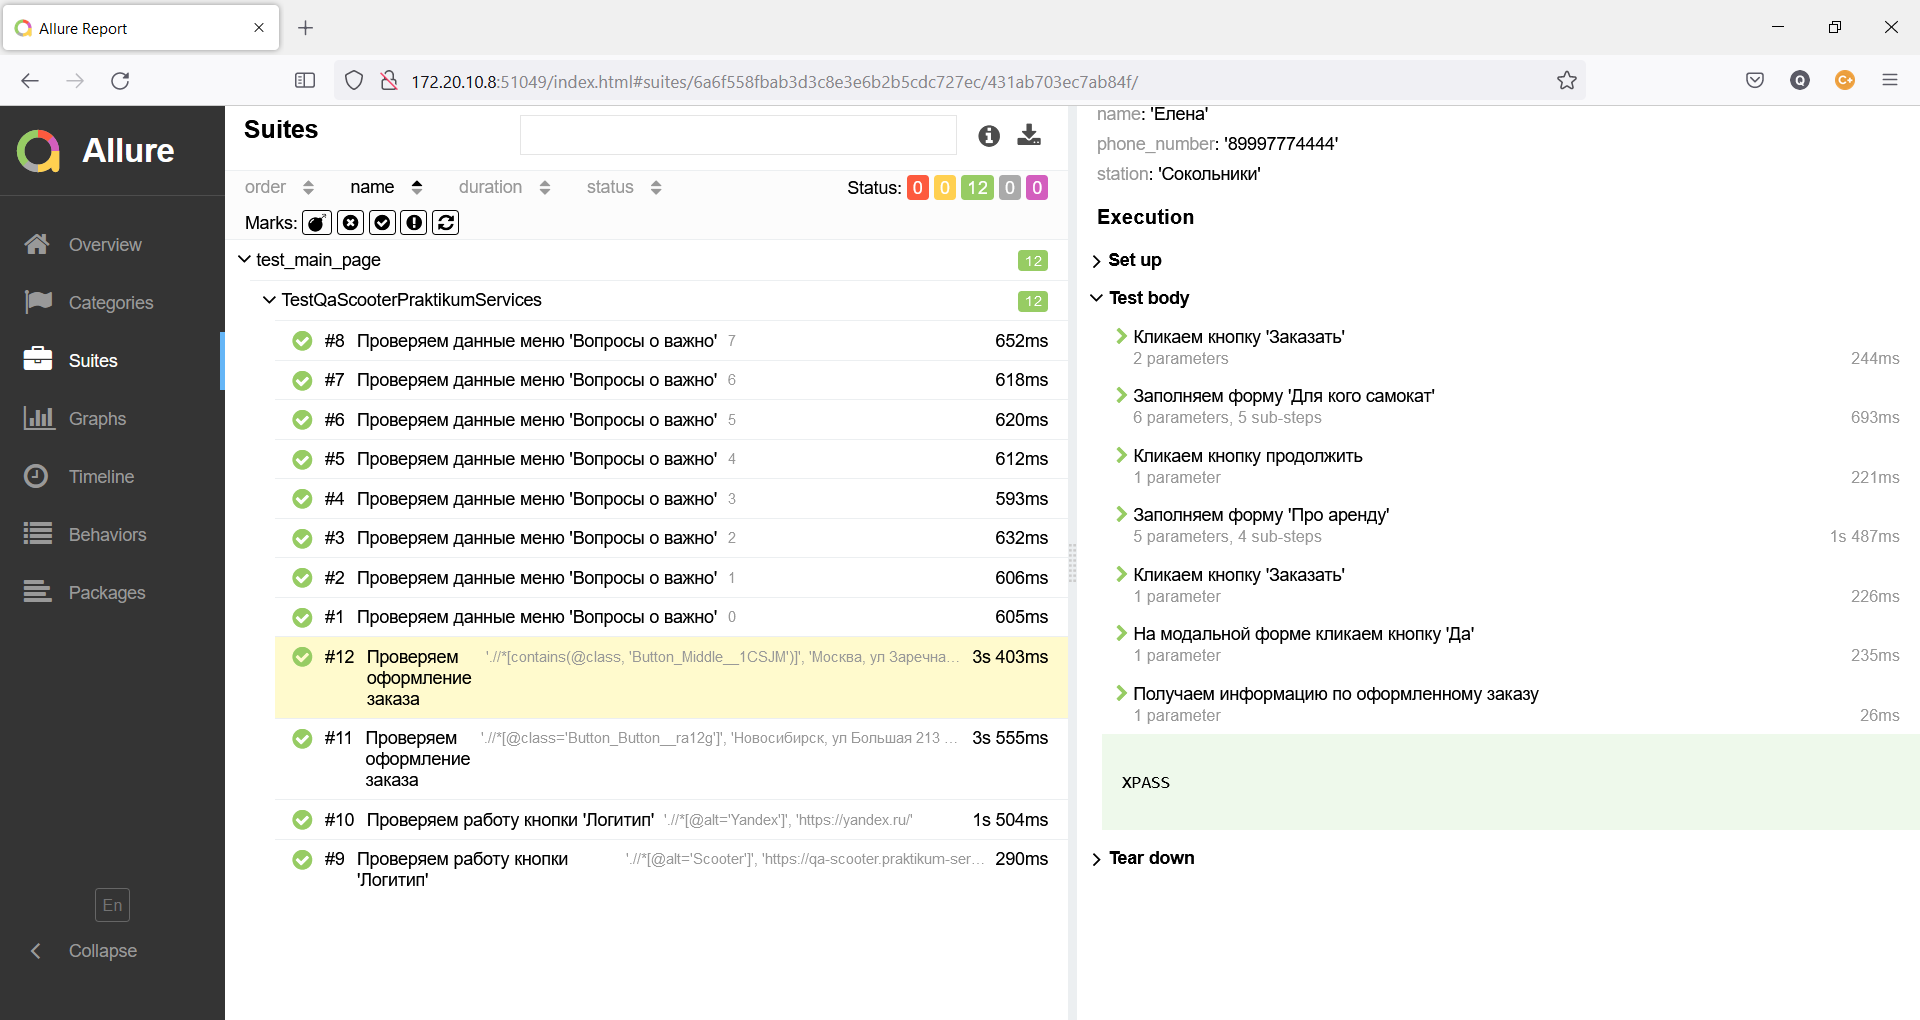 Allure Report
172.20.10.8:51049/index.html#suites/6a6f558fbab3d3c8e3e6b2b5cdc727ec/431ab703ec7ab84f/
Allure
Overview
Categories
Suites
Graphs
Timeline
Behaviors
Packages
En
Collapse
Suites
order name duration status
Status: 0 0 12 0 0
Marks:
test_main_page 12
TestQaScooterPraktikumServices 12
#8 Проверяем данные меню 'Вопросы о важно' 7 652ms
#7 Проверяем данные меню 'Вопросы о важно' 6 618ms
#6 Проверяем данные меню 'Вопросы о важно' 5 620ms
#5 Проверяем данные меню 'Вопросы о важно' 4 612ms
#4 Проверяем данные меню 'Вопросы о важно' 3 593ms
#3 Проверяем данные меню 'Вопросы о важно' 2 632ms
#2 Проверяем данные меню 'Вопросы о важно' 1 606ms
#1 Проверяем данные меню 'Вопросы о важно' 0 605ms
#12 Проверяем './/*[contains(@class, 'Button_Middle__1CSJM')]', 'Москва, ул Заречна... 3s 403ms
оформление
заказа
#11 Проверяем './/*[@class='Button_Button__ra12g']', 'Новосибирск, ул Большая 213 ... 3s 555ms
оформление
заказа
#10 Проверяем работу кнопки 'Логитип' './/*[@alt='Yandex']', 'https://yandex.ru/' 1s 504ms
#9 Проверяем работу кнопки './/*[@alt='Scooter']', 'https://qa-scooter.praktikum-ser... 290ms
'Логитип'
name: 'Елена'
phone_number: '89997774444'
station: 'Сокольники'
Execution
Set up
Test body
Кликаем кнопку 'Заказать'
2 parameters 244ms
Заполняем форму 'Для кого самокат'
6 parameters, 5 sub-steps 693ms
Кликаем кнопку продолжить
1 parameter 221ms
Заполняем форму 'Про аренду'
5 parameters, 4 sub-steps 1s 487ms
Кликаем кнопку 'Заказать'
1 parameter 226ms
На модальной форме кликаем кнопку 'Да'
1 parameter 235ms
Получаем информацию по оформленному заказу
1 parameter 26ms
XPASS
Tear down